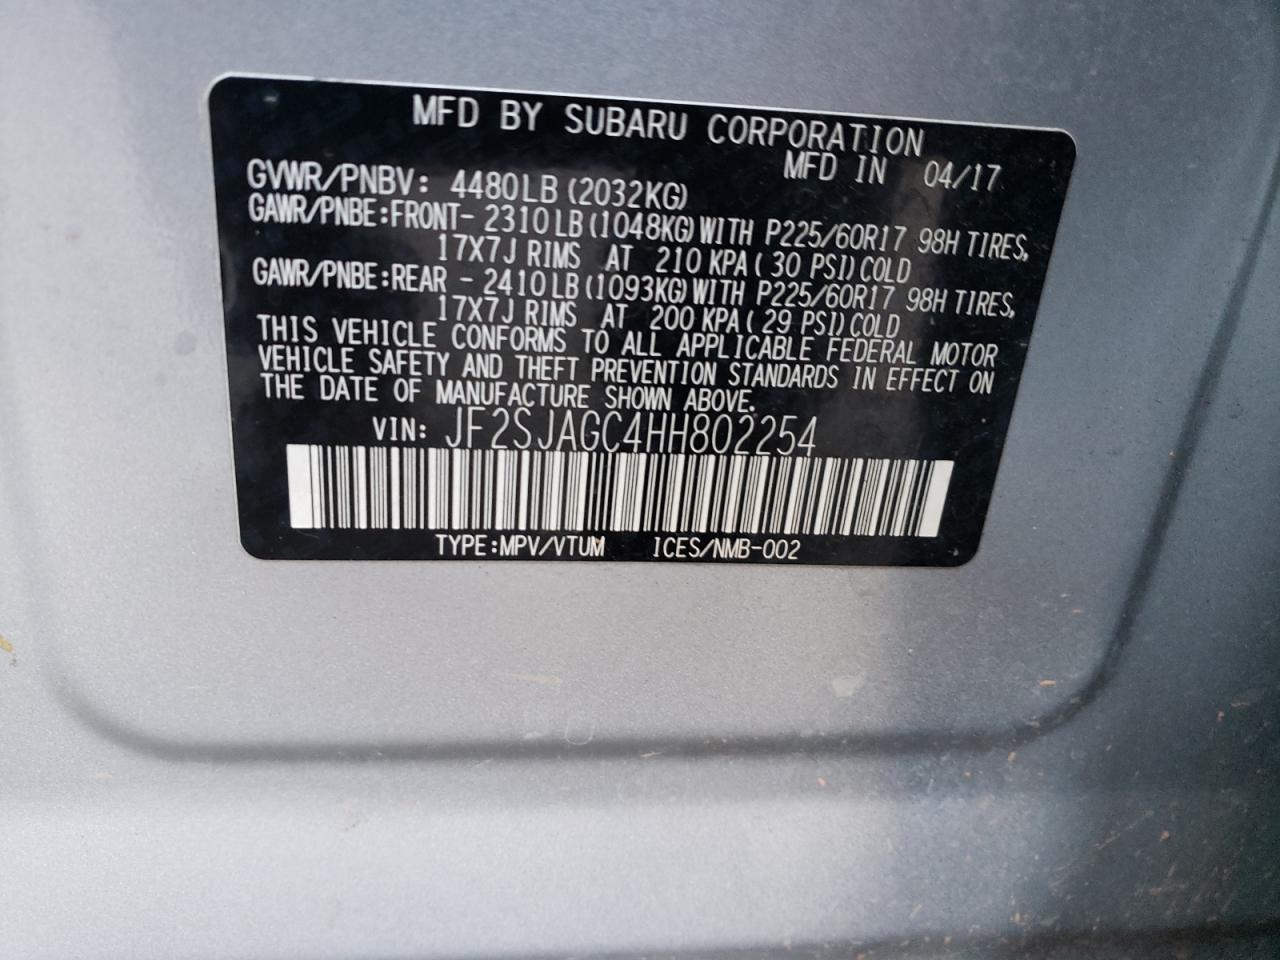 MFD BY SUBARU CORPORATION
MFD IN 04/17
GVWR/PNBV: 4480LB (2032KG)
GAWR/PNBE:FRONT- 2310LB (1048KG) WITH P225/60R17 98H TIRES,
17X7J RIMS AT 210 KPA ( 30 PSI) COLD
GAWR/PNBE:REAR - 2410LB (1093KG) WITH P225/60R17 98H TIRES,
17X7J RIMS AT 200 KPA ( 29 PSI) COLD
THIS VEHICLE CONFORMS TO ALL APPLICABLE FEDERAL MOTOR
VEHICLE SAFETY AND THEFT PREVENTION STANDARDS IN EFFECT ON
THE DATE OF MANUFACTURE SHOWN ABOVE.
VIN: JF2SJAGC4HH802254
TYPE:MPV/VTUM ICES/NMB-002